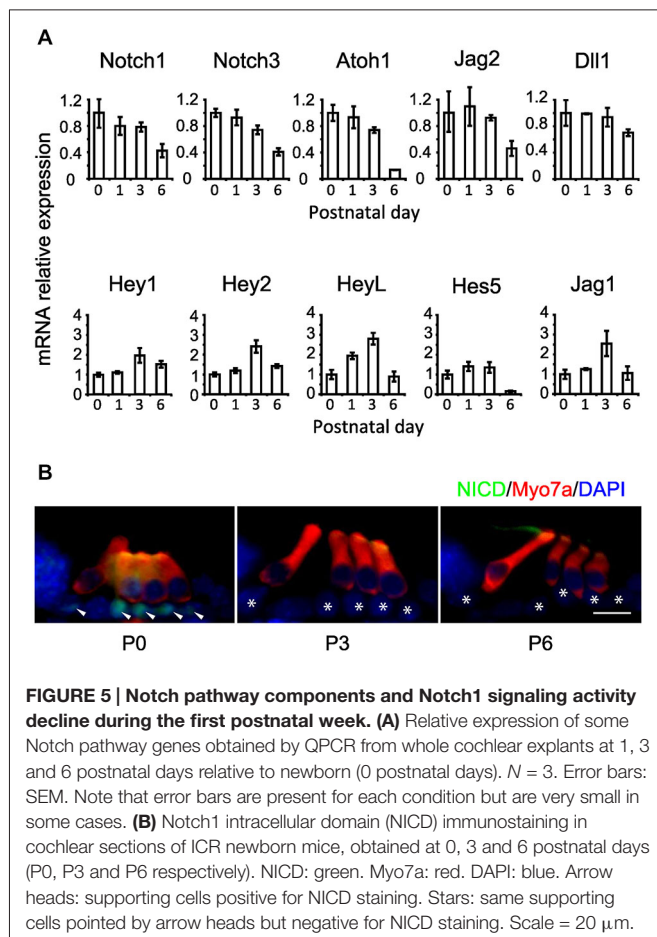 A
Notch1 Notch3 Atoh1 Jag2 Dll1
mRNA relative expression
1.2 0.8 0.4 0
1.2 0.8 0.4 0
1.2 0.8 0.4 0
1.2 0.8 0.4 0
1.2 0.8 0.4 0
0 1 3 6 0 1 3 6 0 1 3 6 0 1 3 6 0 1 3 6
Postnatal day
Hey1 Hey2 HeyL Hes5 Jag1
4 3 2 1 0
4 3 2 1 0
4 3 2 1 0
4 3 2 1 0
4 3 2 1 0
0 1 3 6 0 1 3 6 0 1 3 6 0 1 3 6 0 1 3 6
Postnatal day
B
NICD/Myo7a/DAPI
* * * * *
* * * * *
P0 P3 P6
FIGURE 5 | Notch pathway components and Notch1 signaling activity
decline during the first postnatal week. (A) Relative expression of some
Notch pathway genes obtained by QPCR from whole cochlear explants at 1, 3
and 6 postnatal days relative to newborn (0 postnatal days). N = 3. Error bars:
SEM. Note that error bars are present for each condition but are very small in
some cases. (B) Notch1 intracellular domain (NICD) immunostaining in
cochlear sections of ICR newborn mice, obtained at 0, 3 and 6 postnatal days
(P0, P3 and P6 respectively). NICD: green. Myo7a: red. DAPI: blue. Arrow
heads: supporting cells positive for NICD staining. Stars: same supporting
cells pointed by arrow heads but negative for NICD staining. Scale = 20 μm.